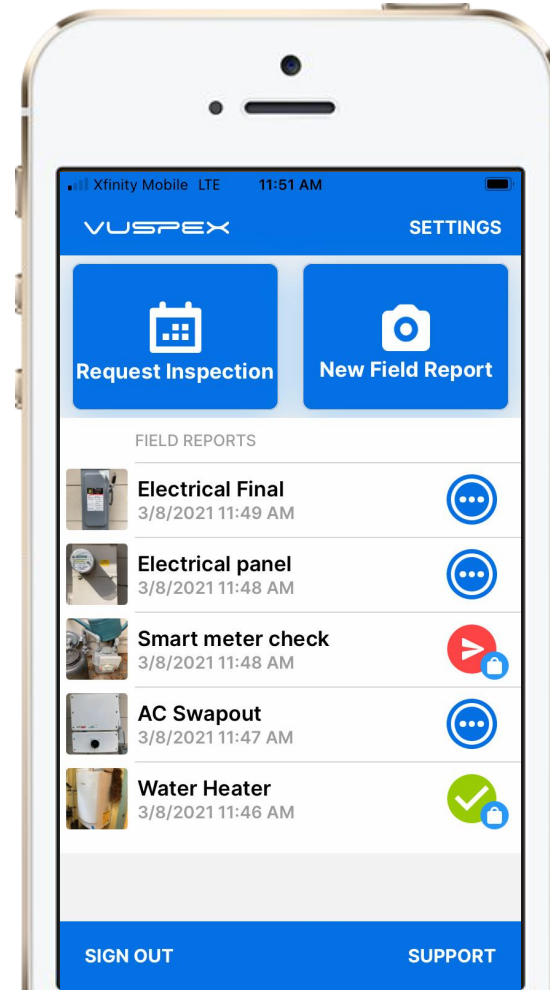 Xfinity Mobile LTE 11:51 AM
VUSPEX SETTINGS
Request Inspection
New Field Report
FIELD REPORTS
Electrical Final
3/8/2021 11:49 AM
Electrical panel
3/8/2021 11:48 AM
Smart meter check
3/8/2021 11:48 AM
AC Swapout
3/8/2021 11:47 AM
Water Heater
3/8/2021 11:46 AM
SIGN OUT SUPPORT